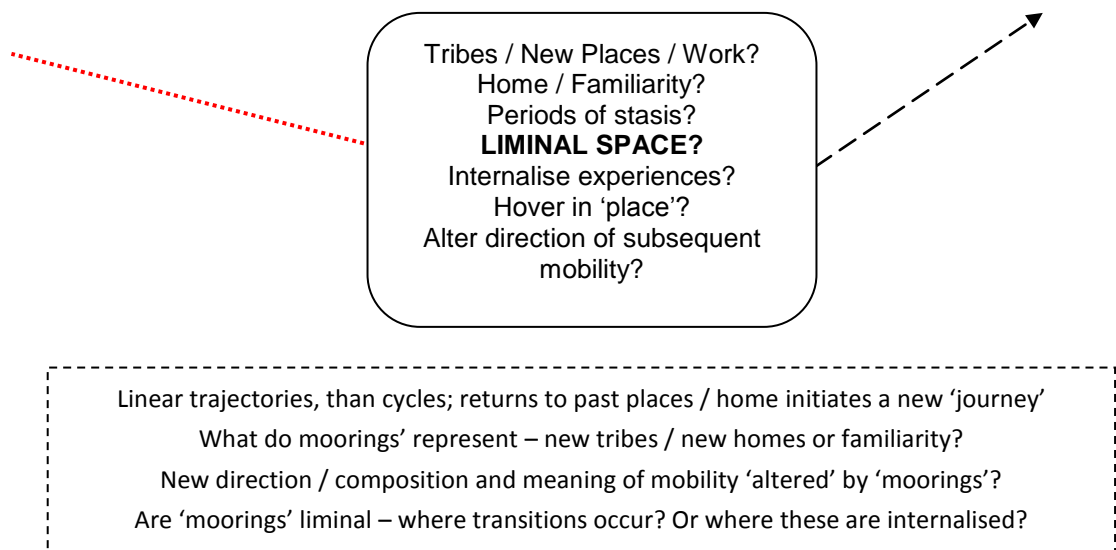 Tribes / New Places / Work?
Home / Familiarity?
Periods of stasis?
LIMINAL SPACE?
Internalise experiences?
Hover in ‘place’?
Alter direction of subsequent
mobility?
Linear trajectories, than cycles; returns to past places / home initiates a new ‘journey’
What do moorings’ represent – new tribes / new homes or familiarity?
New direction / composition and meaning of mobility ‘altered’ by ‘moorings’?
Are ‘moorings’ liminal – where transitions occur? Or where these are internalised?